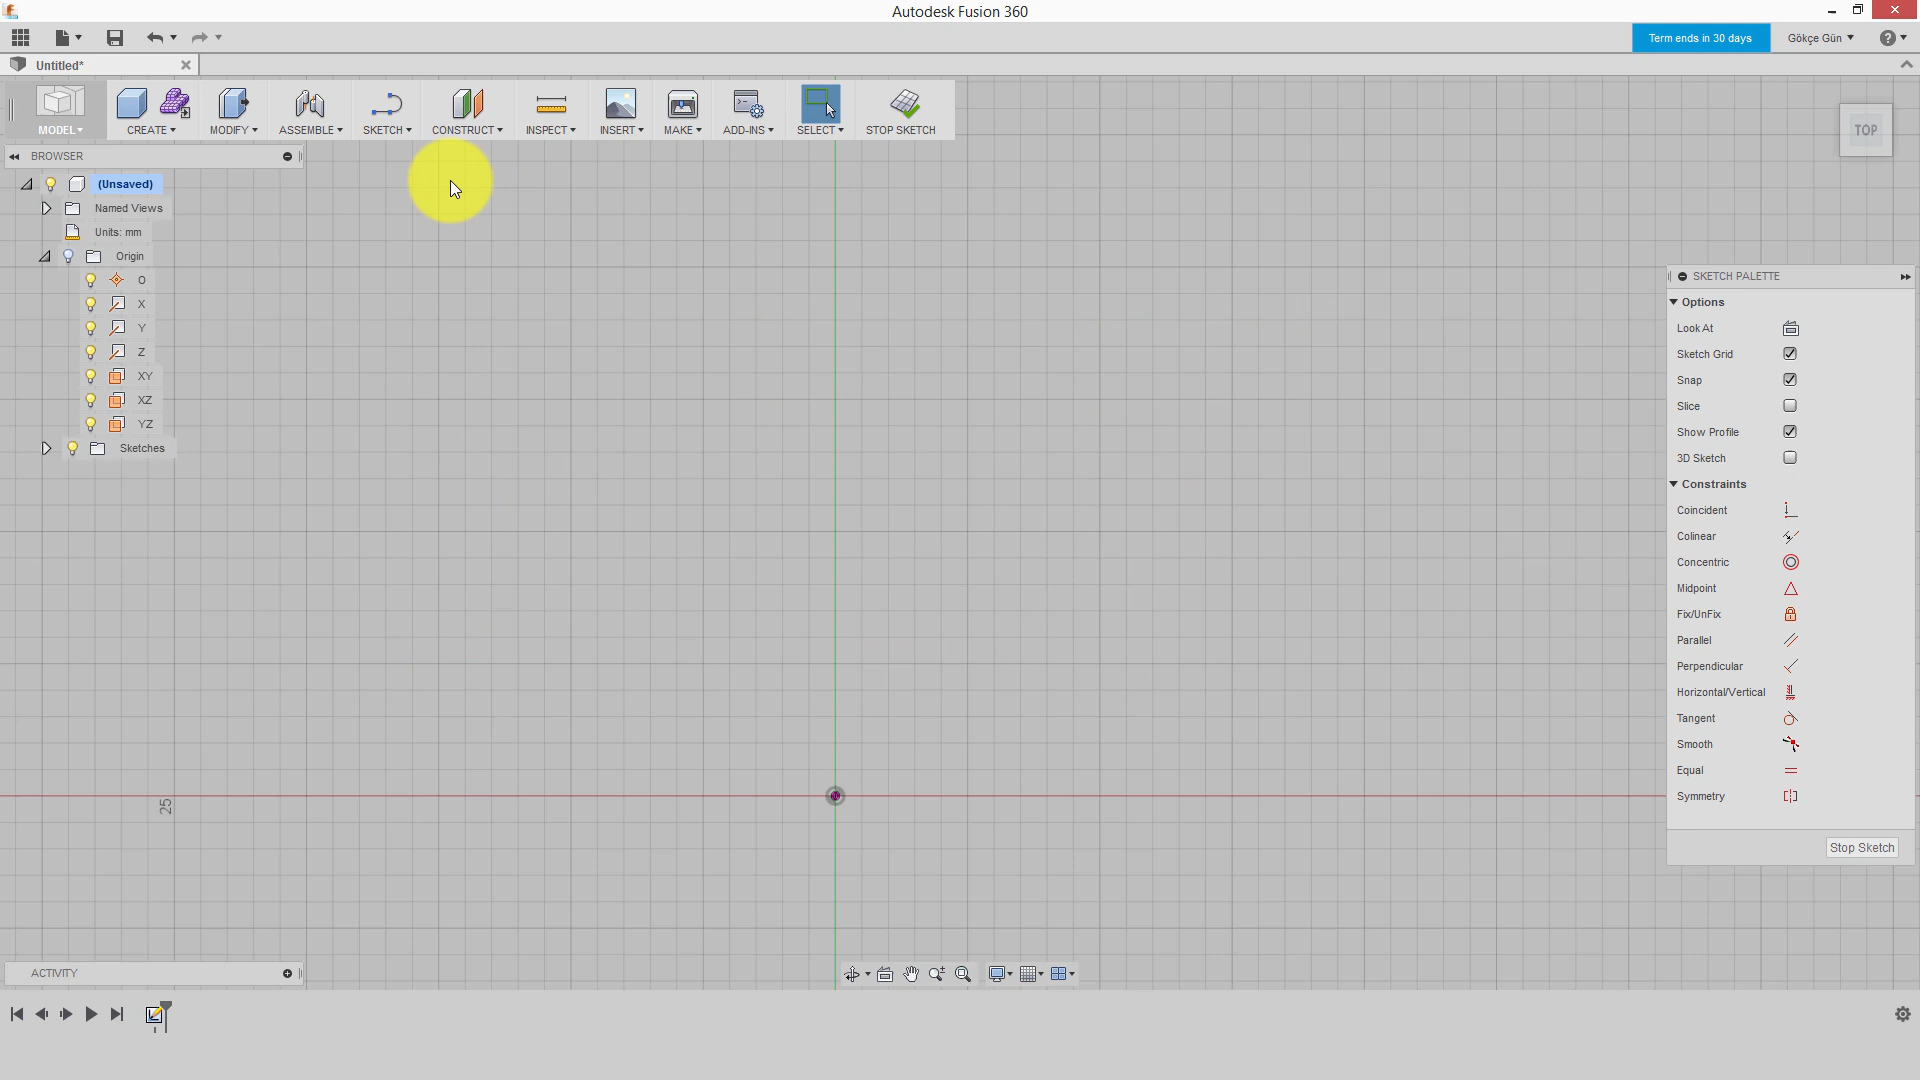 Autodesk Fusion 360
Term ends in 30 days
Gökçe Gün
Untitled*
MODEL
CREATE
MODIFY
ASSEMBLE
SKETCH
CONSTRUCT
INSPECT
INSERT
MAKE
ADD-INS
SELECT
STOP SKETCH
TOP
BROWSER
(Unsaved)
Named Views
Units: mm
Origin
O
X
Y
Z
XY
XZ
YZ
Sketches
SKETCH PALETTE
Options
Look At
Sketch Grid
Snap
Slice
Show Profile
3D Sketch
Constraints
Coincident
Colinear
Concentric
Midpoint
Fix/UnFix
Parallel
Perpendicular
Horizontal/Vertical
Tangent
Smooth
Equal
Symmetry
Stop Sketch
25
ACTIVITY